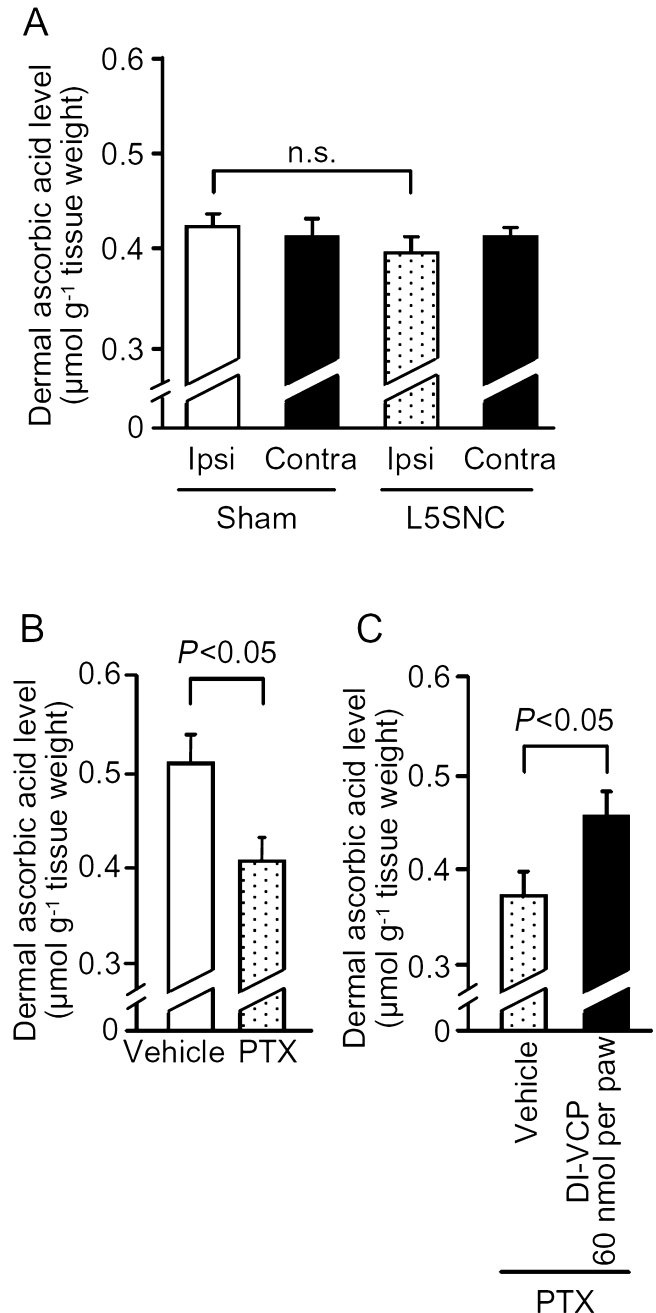 A
Dermal ascorbic acid level
(µmol g-1 tissue weight)
0.6
0.5
0.4
0.3
0
n.s.
Ipsi Contra Ipsi Contra
Sham L5SNC
B
Dermal ascorbic acid level
(µmol g-1 tissue weight)
0.6
0.5
0.4
0.3
0
P<0.05
Vehicle PTX
C
Dermal ascorbic acid level
(µmol g-1 tissue weight)
0.6
0.5
0.4
0.3
0
P<0.05
Vehicle
DI-VCP
60 nmol per paw
PTX